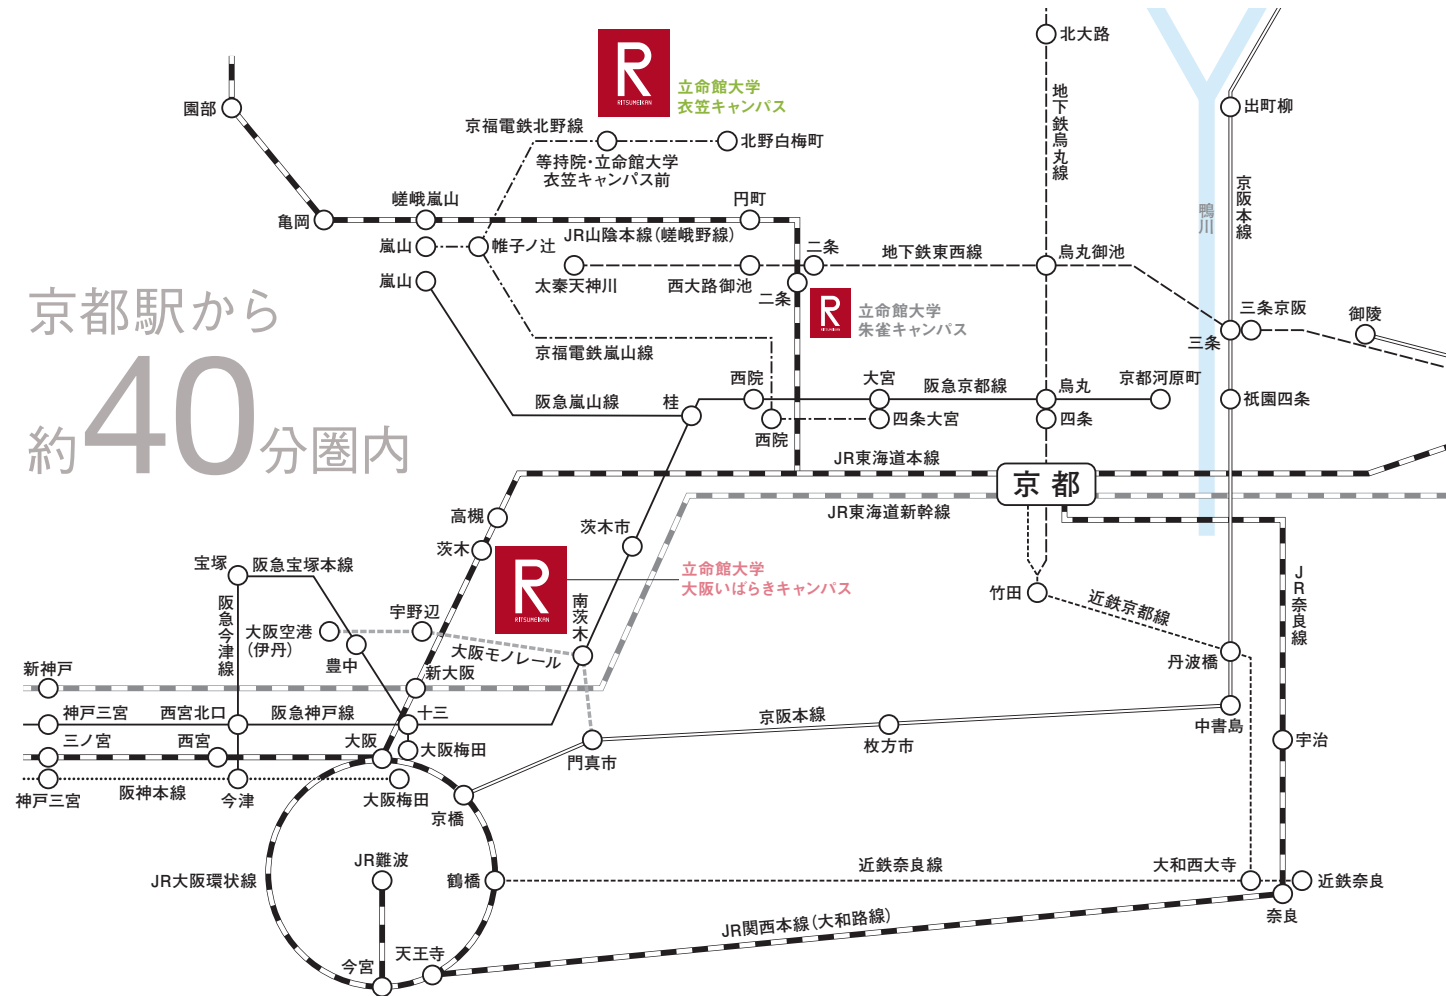 北大路
立命館大学
衣笠キャンパス
R
RITSUMEIKAN
園部
地下鉄烏丸線
出町柳
京福電鉄北野線
北野白梅町
等持院・立命館大学
衣笠キャンパス前
京阪本線
嵯峨嵐山
円町
亀岡
鴨川
JR山陰本線(嵯峨野線)
嵐山
帷子ノ辻
二条
地下鉄東西線
烏丸御池
嵐山
太秦天神川
西大路御池
二条
R
RITSUMEIKAN
立命館大学
朱雀キャンパス
三条京阪
御陵
三条
京都駅から
約40分圏内
京福電鉄嵐山線
西院
大宮
阪急京都線
烏丸
京都河原町
阪急嵐山線
桂
祇園四条
西院
四条大宮
四条
JR東海道本線
京都
JR東海道新幹線
高槻
茨木市
茨木
R
RITSUMEIKAN
立命館大学
大阪いばらきキャンパス
宝塚
阪急宝塚本線
JR奈良線
竹田
近鉄京都線
阪急今津線
宇野辺
南茨木
大阪空港
(伊丹)
豊中
大阪モノレール
丹波橋
新神戸
新大阪
神戸三宮
西宮北口
阪急神戸線
十三
京阪本線
中書島
三ノ宮
西宮
大阪
大阪梅田
門真市
枚方市
宇治
神戸三宮
阪神本線
今津
大阪梅田
京橋
JR難波
JR大阪環状線
鶴橋
近鉄奈良線
大和西大寺
近鉄奈良
奈良
JR関西本線(大和路線)
天王寺
今宮